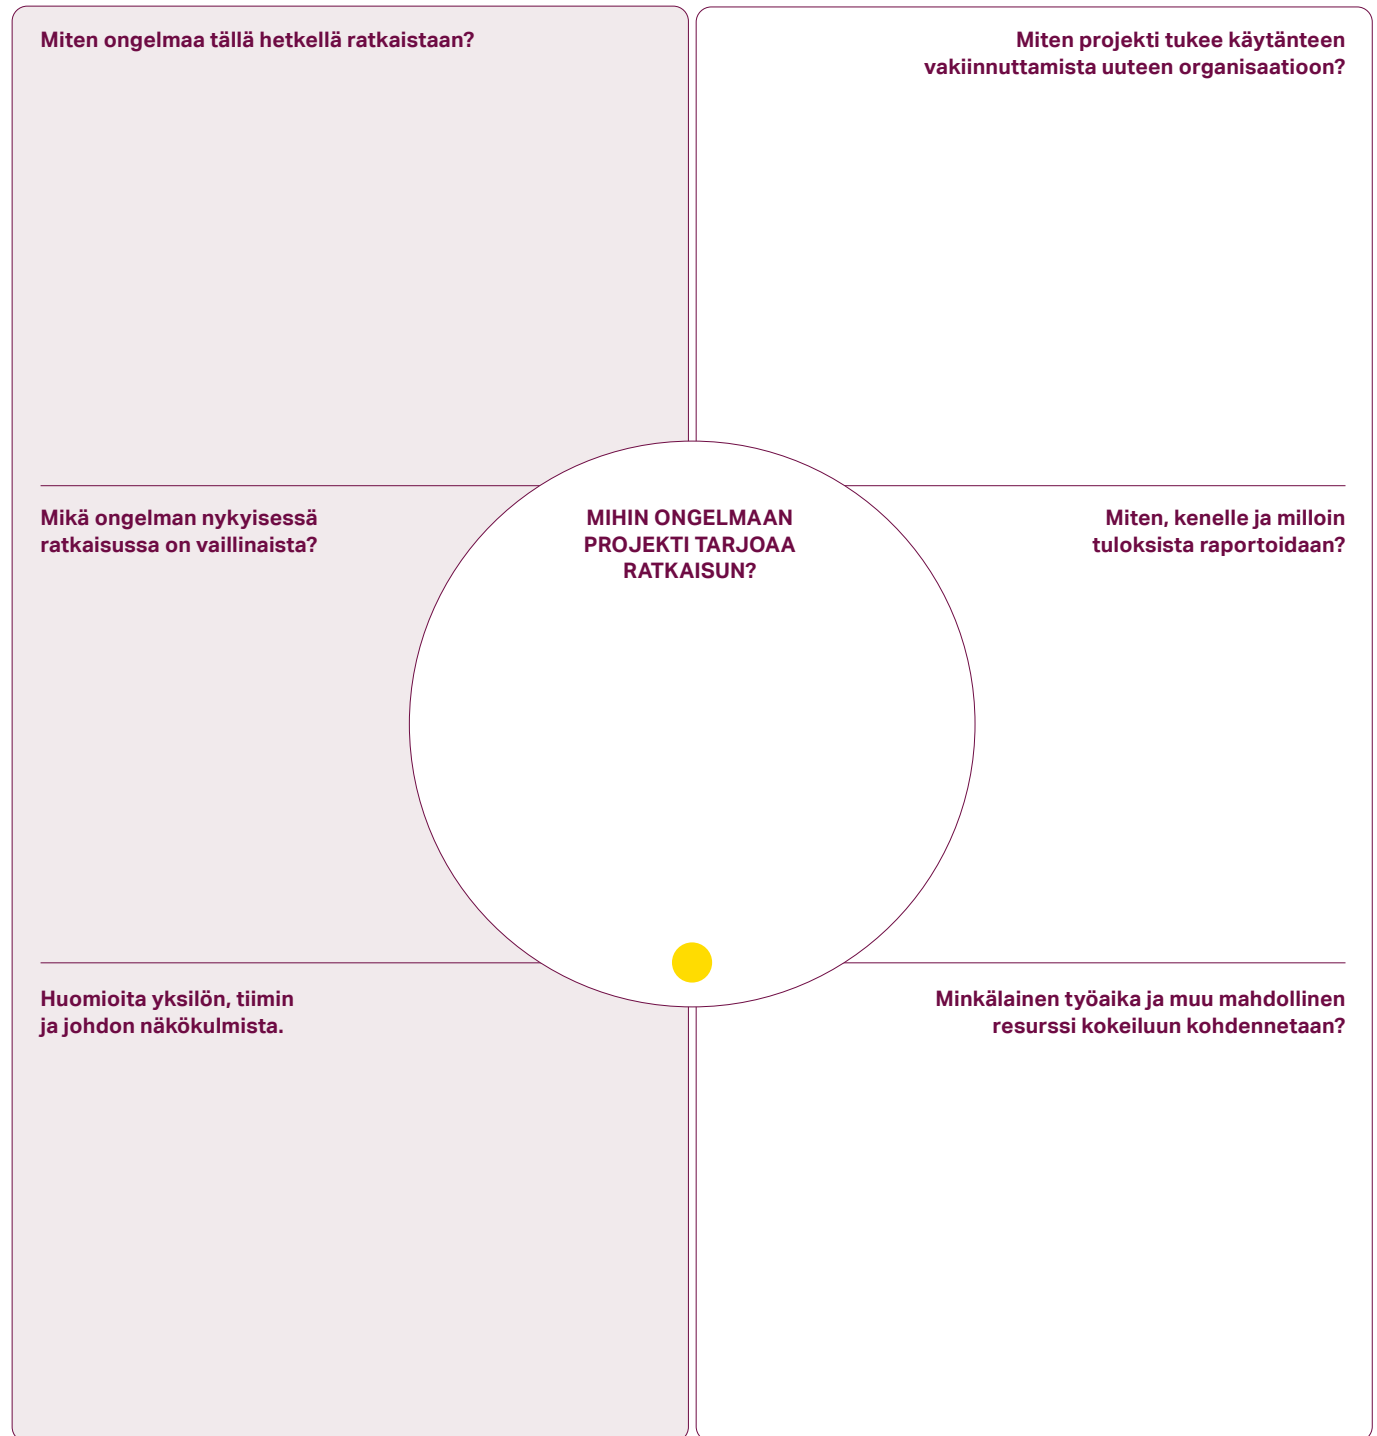 Miten ongelmaa tällä hetkellä ratkaistaan?
Miten projekti tukee käytänteen
vakiinnuttamista uuteen organisaatioon?
Mikä ongelman nykyisessä
ratkaisussa on vaillinaista?
MIHIN ONGELMAAN
PROJEKTI TARJOAA
RATKAISUN?
Miten, kenelle ja milloin
tuloksista raportoidaan?
Huomioita yksilön, tiimin
ja johdon näkökulmista.
Minkälainen työaika ja muu mahdollinen
resurssi kokeiluun kohdennetaan?